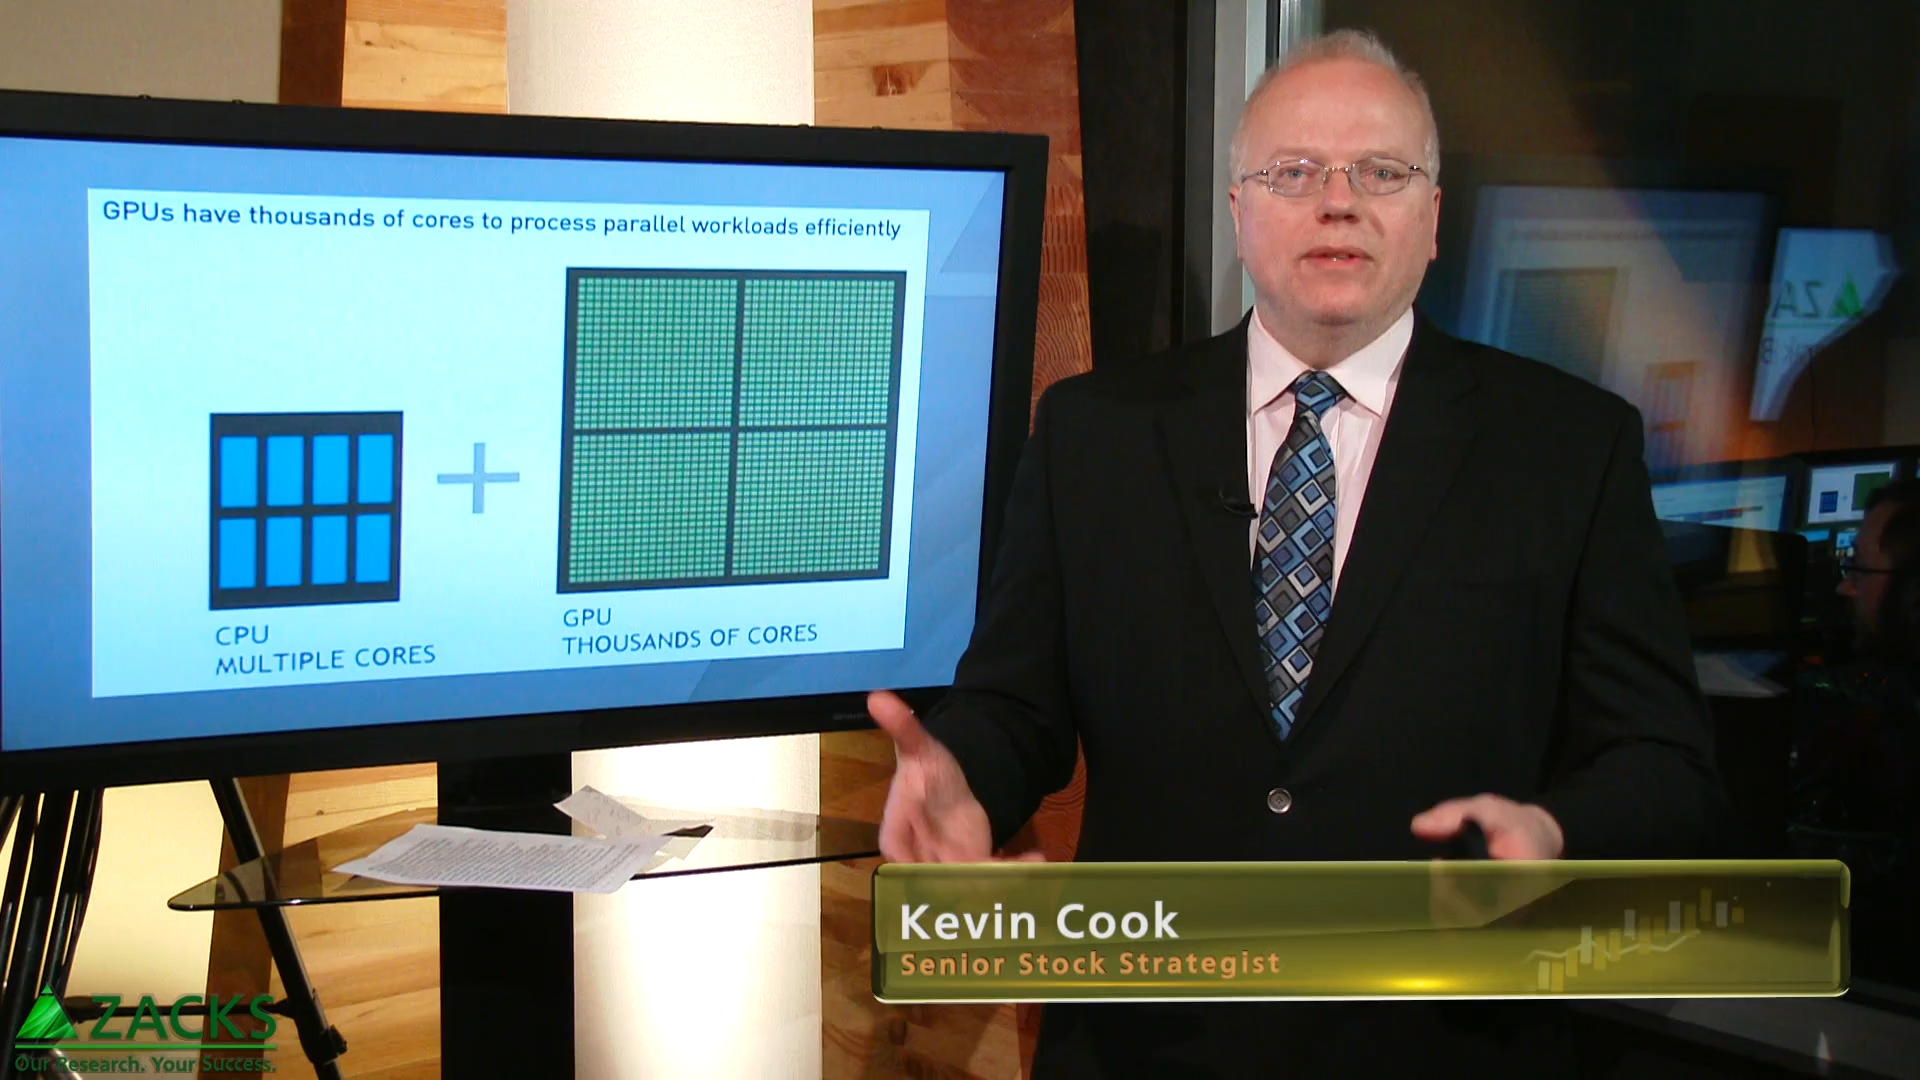 GPUs have thousands of cores to process parallel workloads efficiently
CPU
MULTIPLE CORES
GPU
THOUSANDS OF CORES
Kevin Cook
Senior Stock Strategist
ZACKS
Our Research. Your Success.
ZA